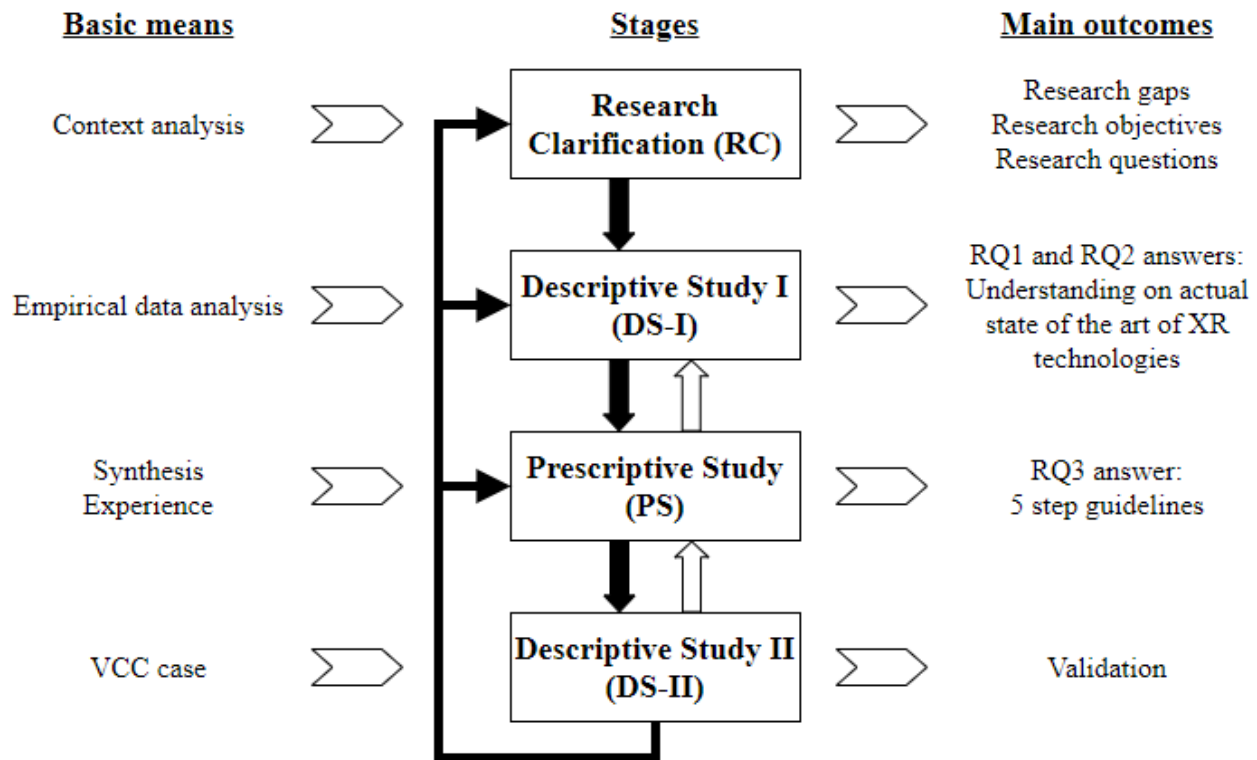 Basic means
Stages
Main outcomes
Context analysis
Research
Clarification (RC)
Research gaps
Research objectives
Research questions
Empirical data analysis
Descriptive Study I
(DS-I)
RQ1 and RQ2 answers:
Understanding on actual
state of the art of XR
technologies
Synthesis
Experience
Prescriptive Study
(PS)
RQ3 answer:
5 step guidelines
VCC case
Descriptive Study II
(DS-II)
Validation